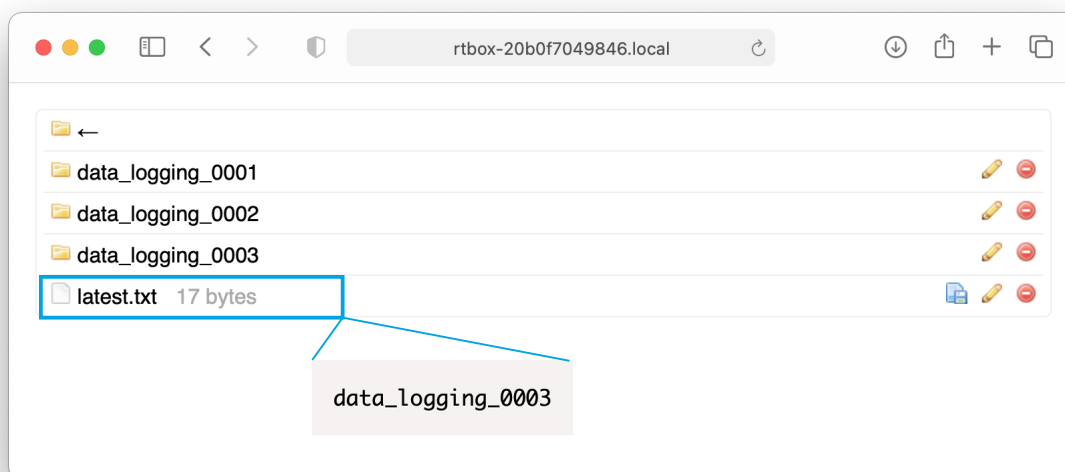 rtbox-20b0f7049846.local
←
data_logging_0001
data_logging_0002
data_logging_0003
latest.txt 17 bytes
data_logging_0003